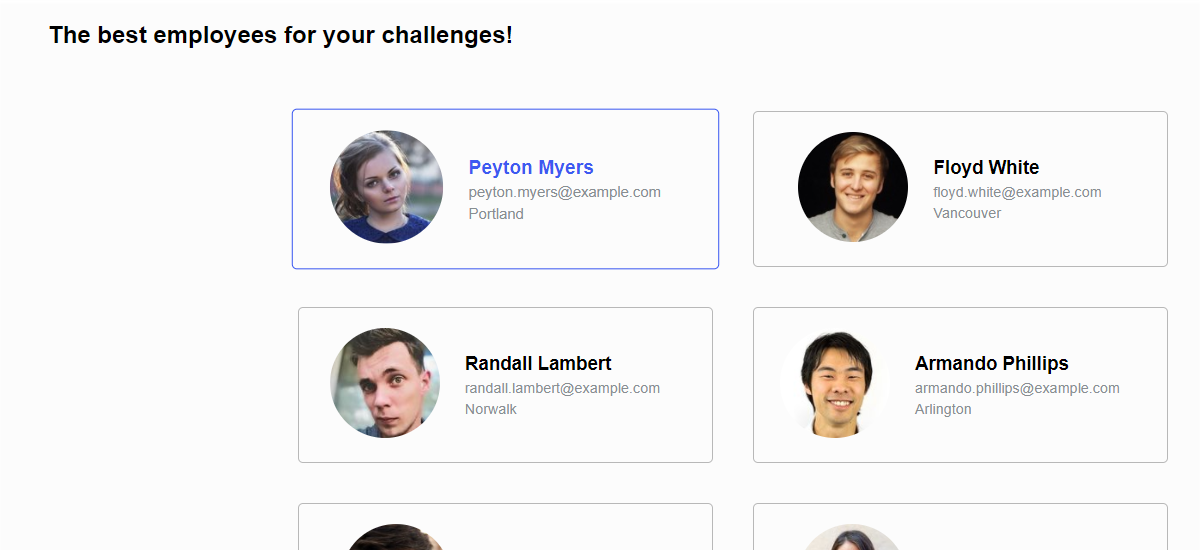 The best employees for your challenges!
Peyton Myers
peyton.myers@example.com
Portland
Floyd White
floyd.white@example.com
Vancouver
Randall Lambert
randall.lambert@example.com
Norwalk
Armando Phillips
armando.phillips@example.com
Arlington